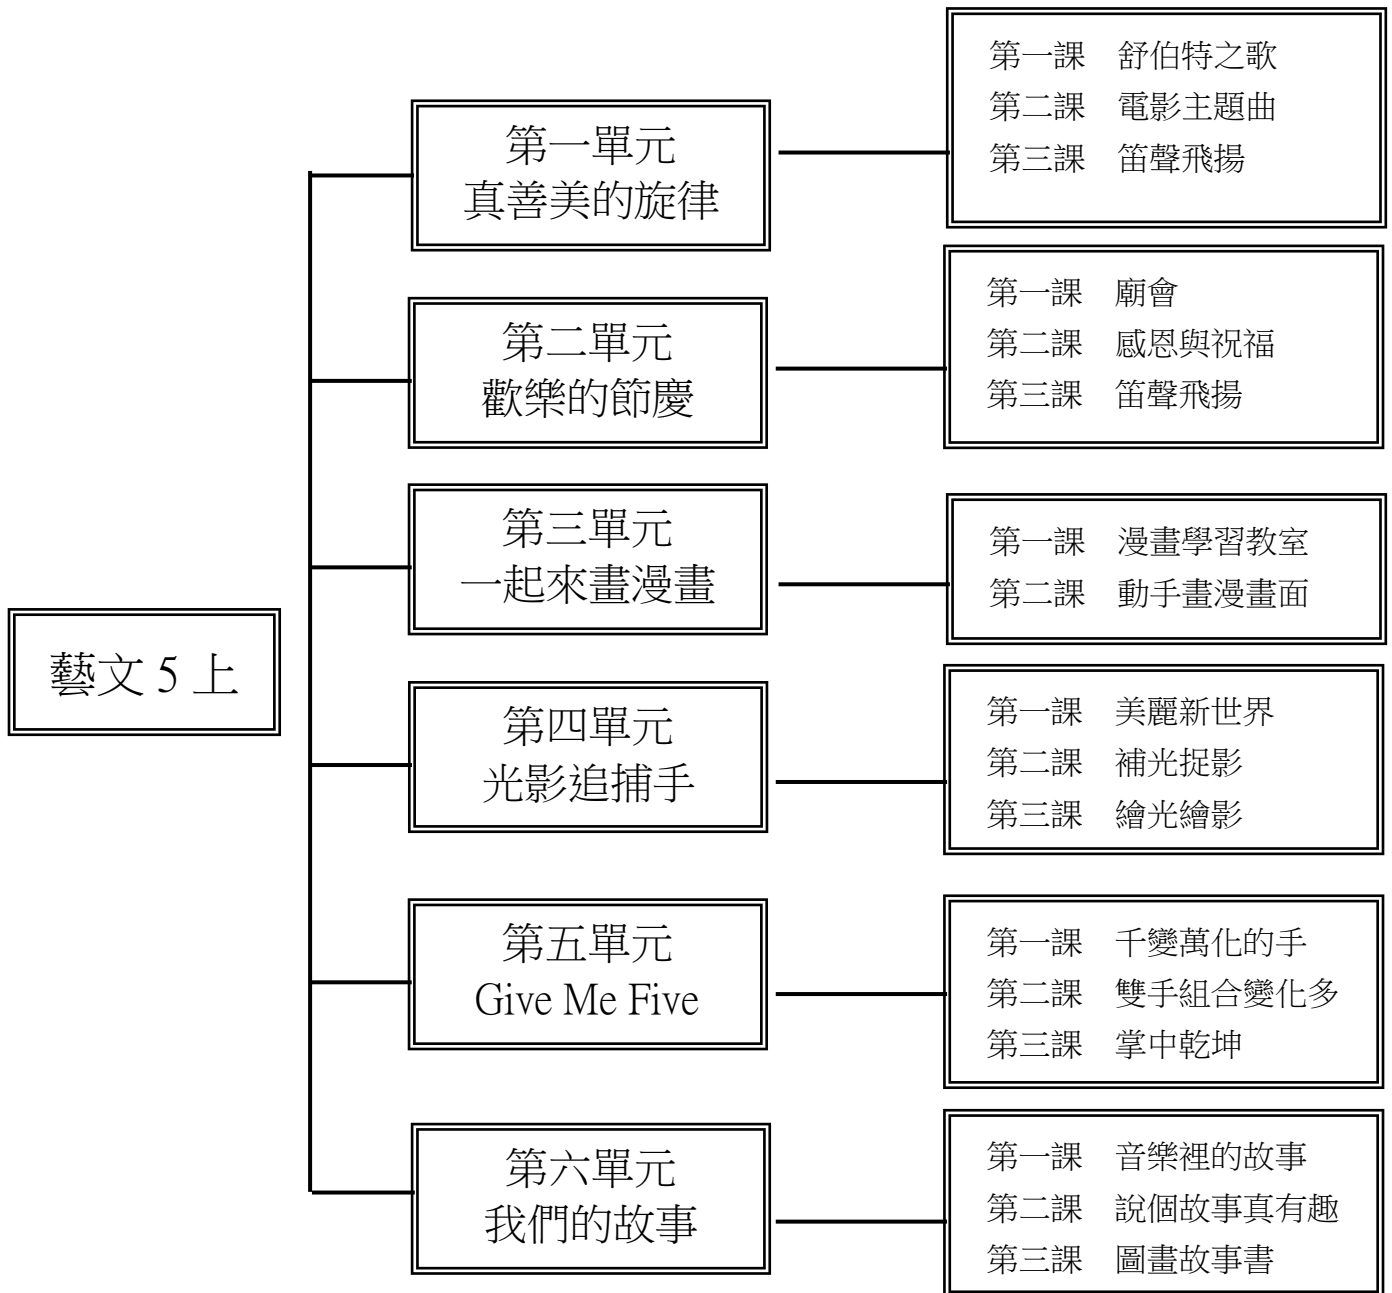 藝文 5 上
第一單元
真善美的旋律
第一課　舒伯特之歌
第二課　電影主題曲
第三課　笛聲飛揚
第二單元
歡樂的節慶
第一課　廟會
第二課　感恩與祝福
第三課　笛聲飛揚
第三單元
一起來畫漫畫
第一課　漫畫學習教室
第二課　動手畫漫畫面
第四單元
光影追捕手
第一課　美麗新世界
第二課　補光捉影
第三課　繪光繪影
第五單元
Give Me Five
第一課　千變萬化的手
第二課　雙手組合變化多
第三課　掌中乾坤
第六單元
我們的故事
第一課　音樂裡的故事
第二課　說個故事真有趣
第三課　圖畫故事書